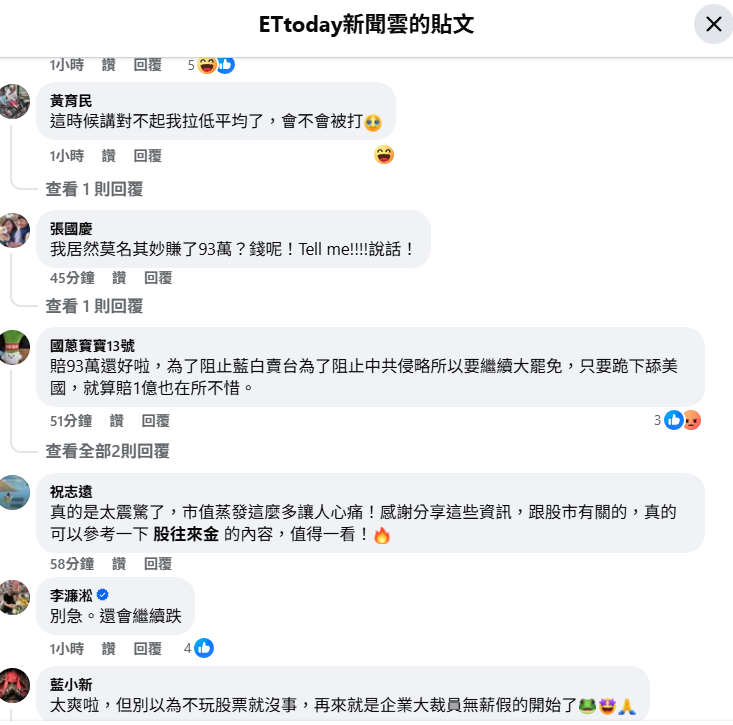 ETtoday新聞雲的貼文
1小時 讚 回覆 5
黃育民
這時候講對不起我拉低平均了，會不會被打🥹
1小時 讚 回覆
查看 1 則回覆
張國慶
我居然莫名其妙賺了93萬？錢呢！Tell me!!!!說話！
45分鐘 讚 回覆
查看 1 則回覆
國蔥寶寶13號
賠93萬還好啦，為了阻止藍白賣台為了阻止中共侵略所以要繼續大罷免，只要跪下舔美
國，就算賠1億也在所不惜。
51分鐘 讚 回覆 3
查看全部2則回覆
祝志遠
真的是太震驚了，市值蒸發這麼多讓人心痛！感謝分享這些資訊，跟股市有關的，真的
可以參考一下 股往來金 的內容，值得一看！🔥
58分鐘 讚 回覆
李濂淞
別急。還會繼續跌
1小時 讚 回覆 4
藍小新
太爽啦，但別以為不玩股票就沒事，再來就是企業大裁員無薪假的開始了🐸🤩🙏